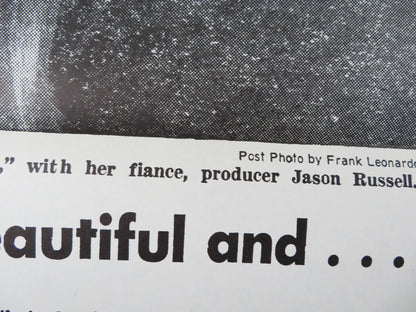 Post Photo by Frank Leonardo
," with her fiance, producer Jason Russell.
eautiful and . . . .